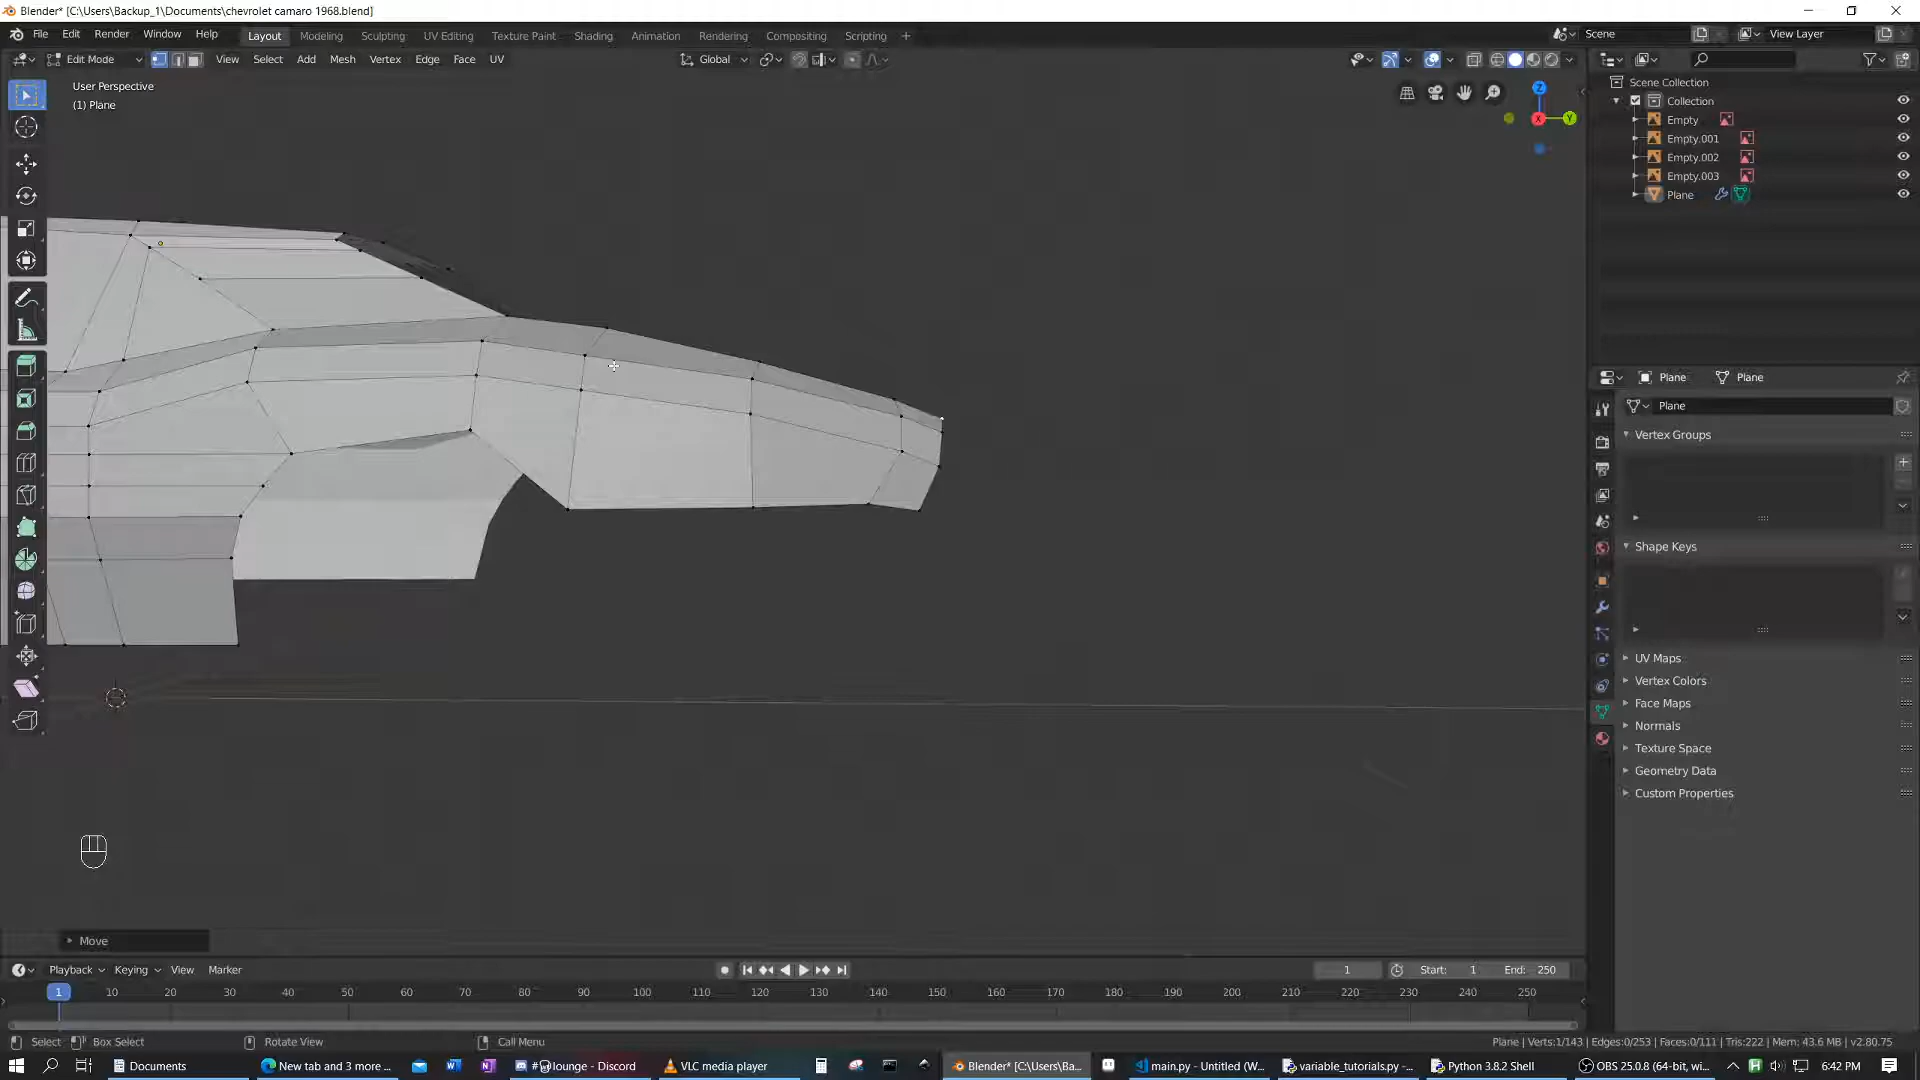 Blender* [C:\Users\Backup_1\Documents\chevrolet camaro 1968.blend]
File Edit Render Window Help Layout Modeling Sculpting UV Editing Texture Paint Shading Animation Rendering Compositing Scripting + Scene View Layer
Edit Mode View Select Add Mesh Vertex Edge Face UV Global
User Perspective
(1) Plane
Z
X
Y
Scene Collection
Collection
Empty
Empty.001
Empty.002
Empty.003
Plane
Plane Plane
Plane
Vertex Groups
Shape Keys
UV Maps
Vertex Colors
Face Maps
Normals
Texture Space
Geometry Data
Custom Properties
Move
Playback Keying View Marker 1 Start: 1 End: 250
1 10 20 30 40 50 60 70 80 90 100 110 120 130 140 150 160 170 180 190 200 210 220 230 240 250
Select Box Select Rotate View Call Menu Plane | Verts:1/143 | Edges:0/253 | Faces:0/111 | Tris:222 | Mem: 43.6 MB | v2.80.75
Documents New tab and 3 more ... lounge - Discord VLC media player Blender* [C:\Users\Ba... main.py - Untitled (W... variable_tutorials.py -... Python 3.8.2 Shell OBS 25.0.8 (64-bit, wi... 6:42 PM